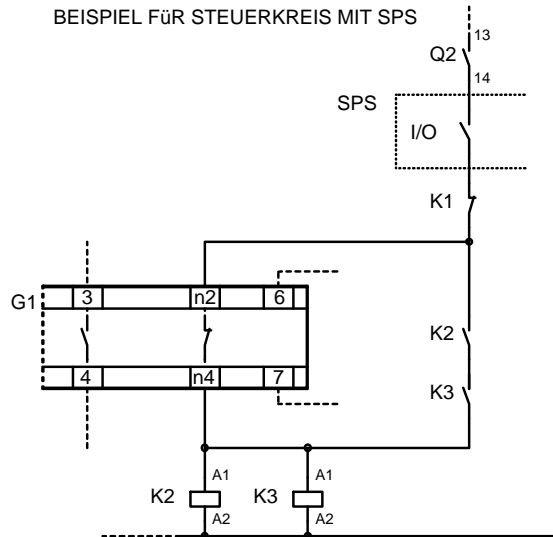 BEISPIEL FüR STEUERKREIS MIT SPS
13
Q2
14
SPS
I/O
K1
G1
3
n2
6
K2
4
n4
7
K3
A1
A1
K2
K3
A2
A2